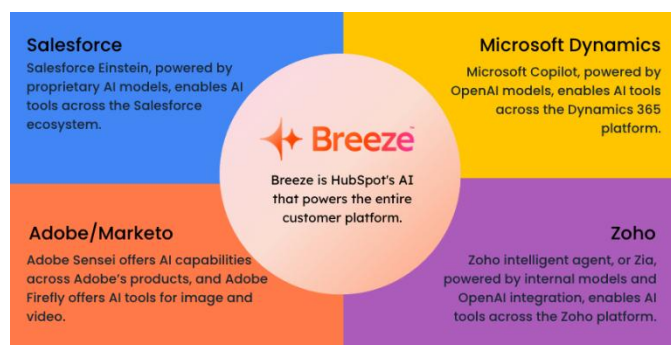 Salesforce
Salesforce Einstein, powered by
proprietary AI models, enables AI
tools across the Salesforce
ecosystem.
Microsoft Dynamics
Microsoft Copilot, powered by
OpenAI models, enables AI tools
across the Dynamics 365
platform.
Breeze
Breeze is HubSpot's AI
that powers the entire
customer platform.
Adobe/Marketo
Adobe Sensei offers AI capabilities
across Adobe's products, and Adobe
Firefly offers AI tools for image and
video.
Zoho
Zoho intelligent agent, or Zia,
powered by internal models and
OpenAI integration, enables AI
tools across the Zoho platform.